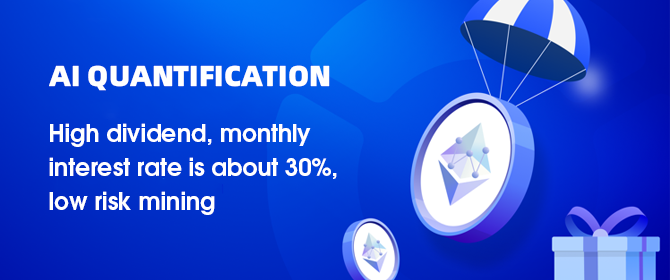 AI QUANTIFICATION
High dividend, monthly
interest rate is about 30%,
low risk mining